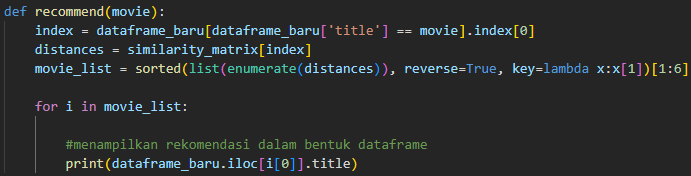 def recommend(movie):
    index = dataframe_baru[dataframe_baru['title'] == movie].index[0]
    distances = similarity_matrix[index]
    movie_list = sorted(list(enumerate(distances)), reverse=True, key=lambda x:x[1])[1:6]
    for i in movie_list:
        #menampilkan rekomendasi dalam bentuk dataframe
        print(dataframe_baru.iloc[i[0]].title)